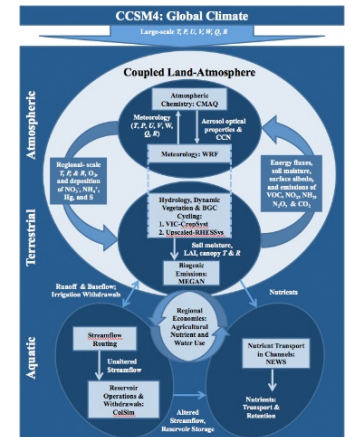 CCSM4: Global Climate
Large-scale T, P, U, V, W, Q, R
Coupled Land-Atmosphere
Atmospheric
Atmospheric
Chemistry: CMAQ
Meteorology
(T, P, U, V, W,
Q, R)
Aerosol optical
properties &
CCN
Meteorology: WRF
Regional- scale
T, P, & R, O₃,
and deposition
of NO₃⁻, NH₄⁺,
Hg, and S
Energy fluxes,
soil moisture,
surface albedo,
and emissions of
VOC, NOₓ, NH₃,
N₂O, & CO₂
Terrestrial
Hydrology, Dynamic
Vegetation & BGC
Cycling:
1. VIC-CropSyst
2. Upscaled-RHESSys
Soil moisture,
LAI, canopy T & R
Biogenic
Emissions:
MEGAN
Runoff & Baseflow;
Irrigation Withdrawals
Nutrients
Regional
Economics:
Agricultural
Nutrient and
Water Use
Aquatic
Streamflow
Routing
Unaltered
Streamflow
Reservoir
Operations &
Withdrawals:
ColSim
Nutrient Transport
in Channels:
NEWS
Nutrients:
Transport &
Retention
Altered
Streamflow,
Reservoir Storage